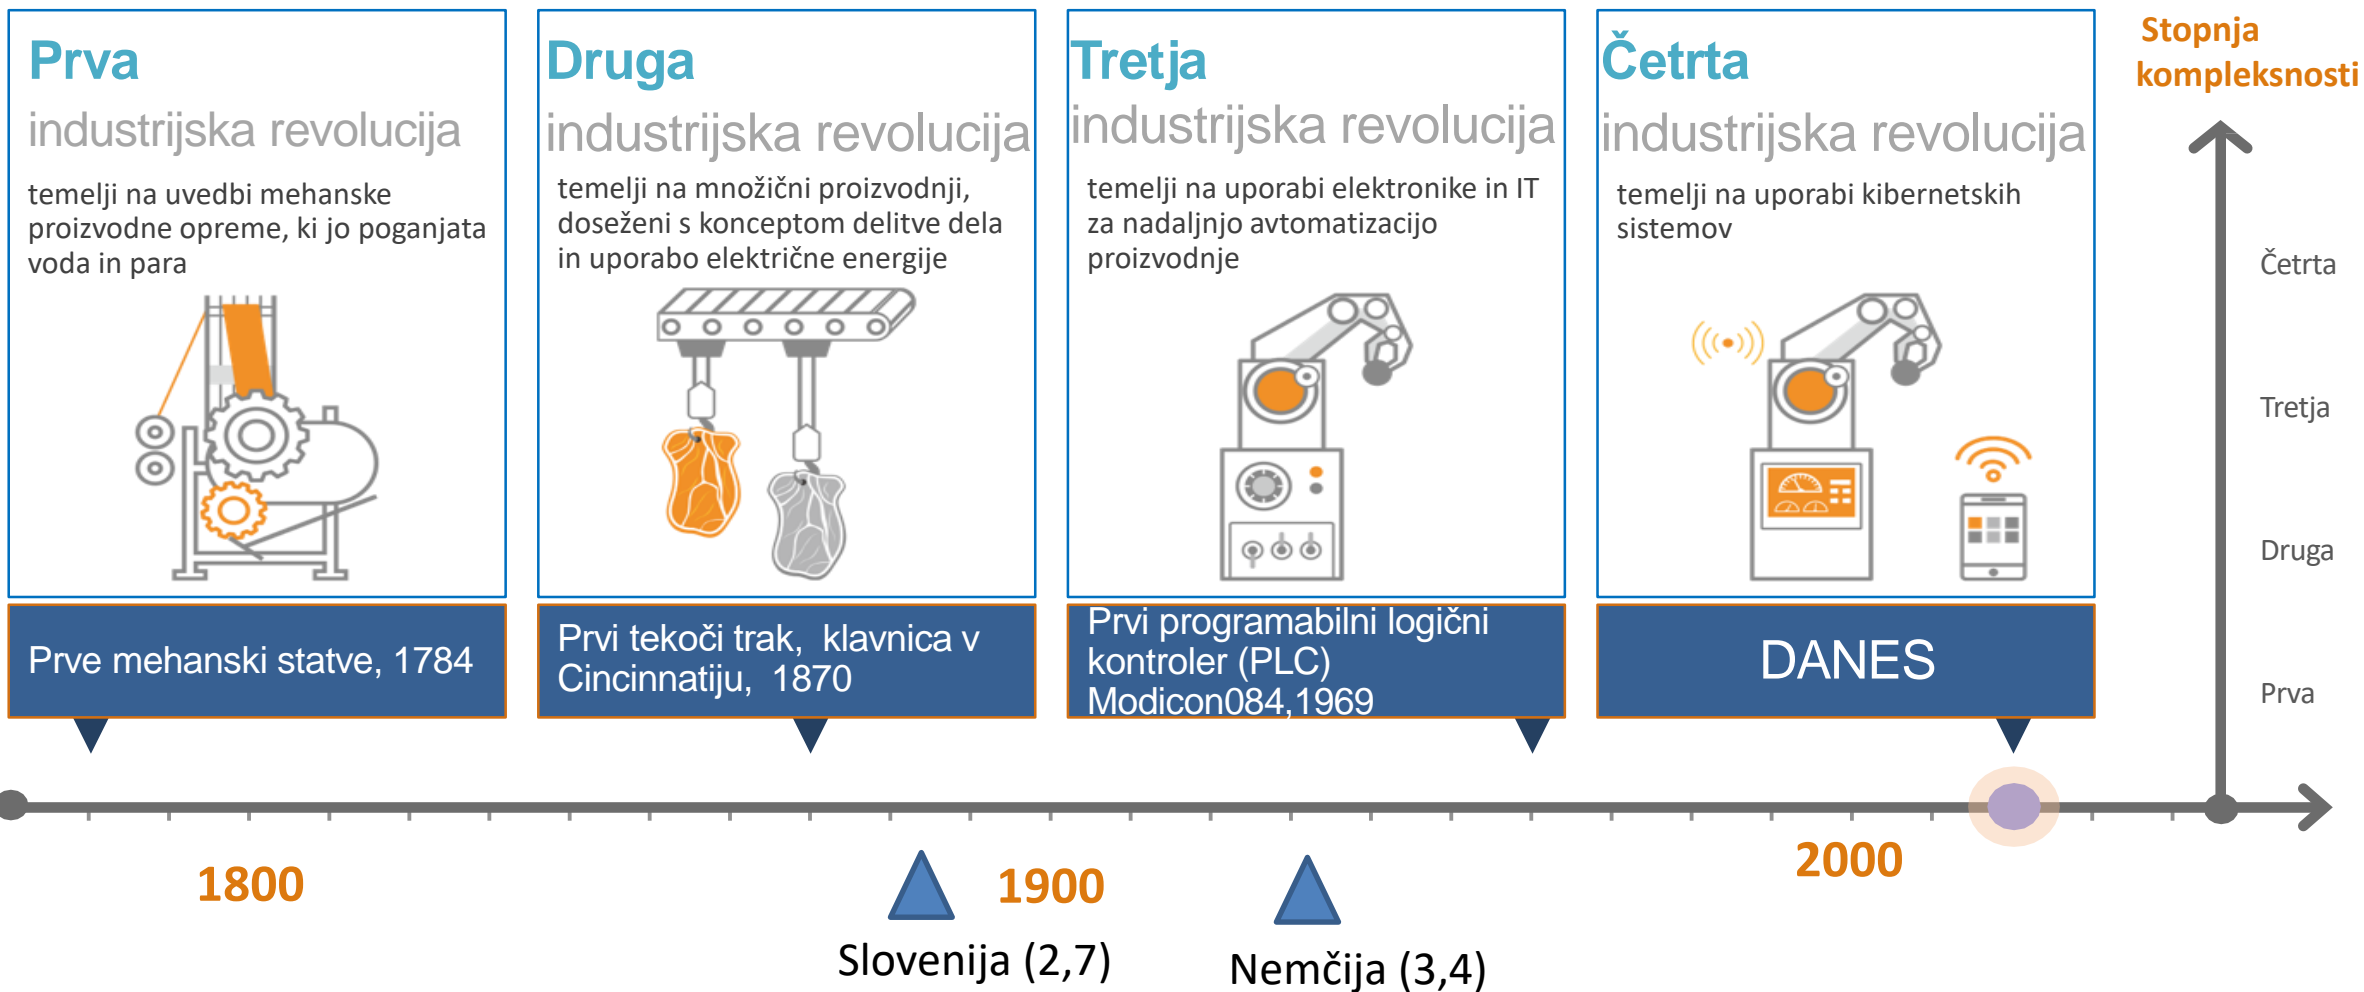 Prva
industrijska revolucija
temelji na uvedbi mehanske
proizvodne opreme, ki jo poganjata
voda in para
Prve mehanski statve, 1784
Druga
industrijska revolucija
temelji na množični proizvodnji,
doseženi s konceptom delitve dela
in uporabo električne energije
Prvi tekoči trak, klavnica v
Cincinnatiju, 1870
Tretja
industrijska revolucija
temelji na uporabi elektronike in IT
za nadaljnjo avtomatizacijo
proizvodnje
Prvi programabilni logični
kontroler (PLC)
Modicon084,1969
Četrta
industrijska revolucija
temelji na uporabi kibernetskih
sistemov
DANES
Stopnja
kompleksnosti
Četrta
Tretja
Druga
Prva
1800
1900
2000
Slovenija (2,7)
Nemčija (3,4)